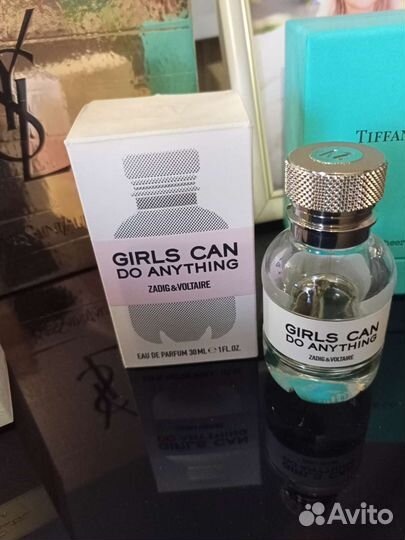 YSL
TIFFAN
GIRLS CAN
DO ANYTHING
ZADIG&VOLTAIRE
EAU DE PARFUM 30 ML ℮ 1 FL.OZ.
GIRLS CAN
DO ANYTHING
ZADIG&VOLTAIRE
Avito